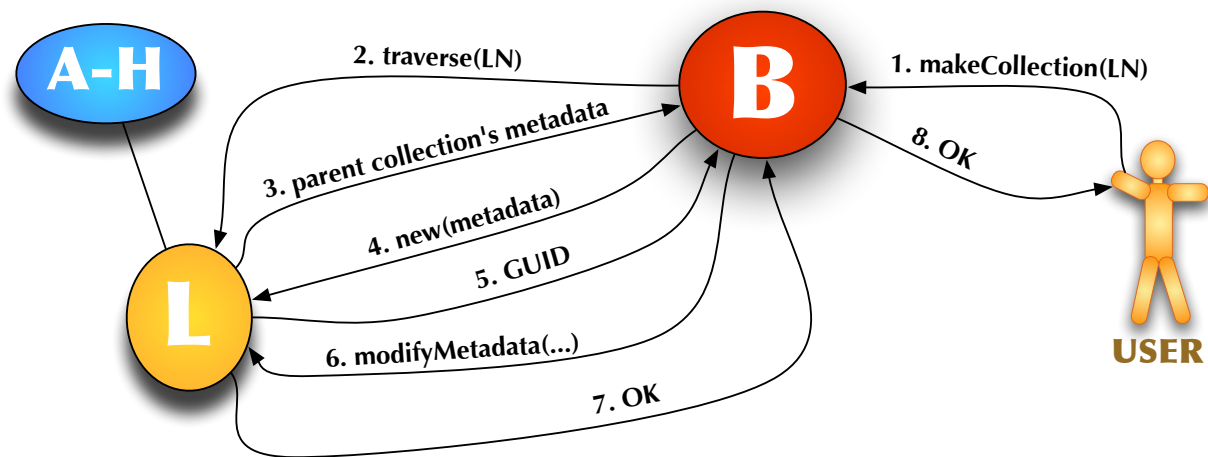 A-H
B
L
1. makeCollection(LN)
2. traverse(LN)
3. parent collection's metadata
4. new(metadata)
5. GUID
6. modifyMetadata(...)
7. OK
8. OK
USER